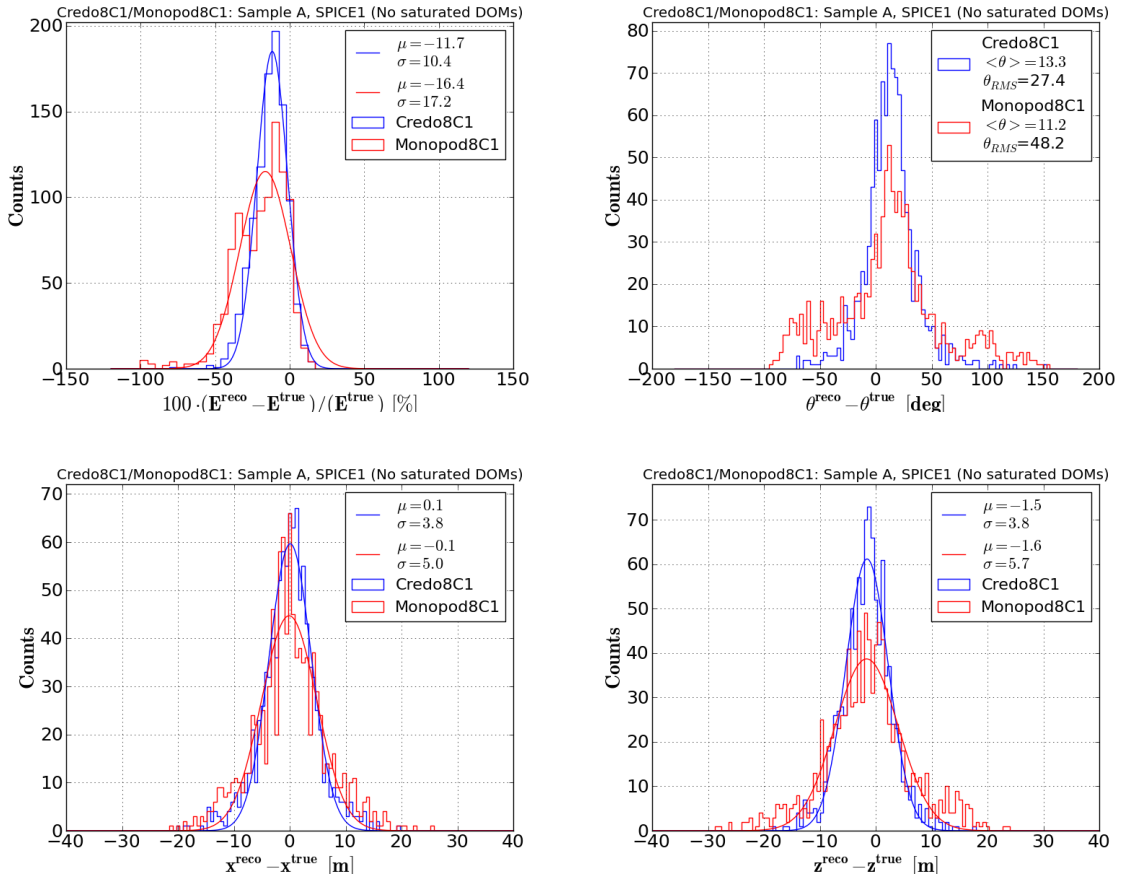 Credo8C1/Monopod8C1: Sample A, SPICE1 (No saturated DOMs)
200
150
100
50
0
Counts
μ=−11.7
σ=10.4
μ=−16.4
σ=17.2
Credo8C1
Monopod8C1
−150 −100 −50 0 50 100 150
100·(E^reco −E^true)/(E^true) [%]
Credo8C1/Monopod8C1: Sample A, SPICE1 (No saturated DOMs)
80
70
60
50
40
30
20
10
0
Counts
Credo8C1
<θ>=13.3
θ_RMS=27.4
Monopod8C1
<θ>=11.2
θ_RMS=48.2
−200 −150 −100 −50 0 50 100 150 200
θ^reco −θ^true [deg]
Credo8C1/Monopod8C1: Sample A, SPICE1 (No saturated DOMs)
70
60
50
40
30
20
10
0
Counts
μ=0.1
σ=3.8
μ=−0.1
σ=5.0
Credo8C1
Monopod8C1
−40 −30 −20 −10 0 10 20 30 40
x^reco −x^true [m]
Credo8C1/Monopod8C1: Sample A, SPICE1 (No saturated DOMs)
70
60
50
40
30
20
10
0
Counts
μ=−1.5
σ=3.8
μ=−1.6
σ=5.7
Credo8C1
Monopod8C1
−40 −30 −20 −10 0 10 20 30 40
z^reco −z^true [m]